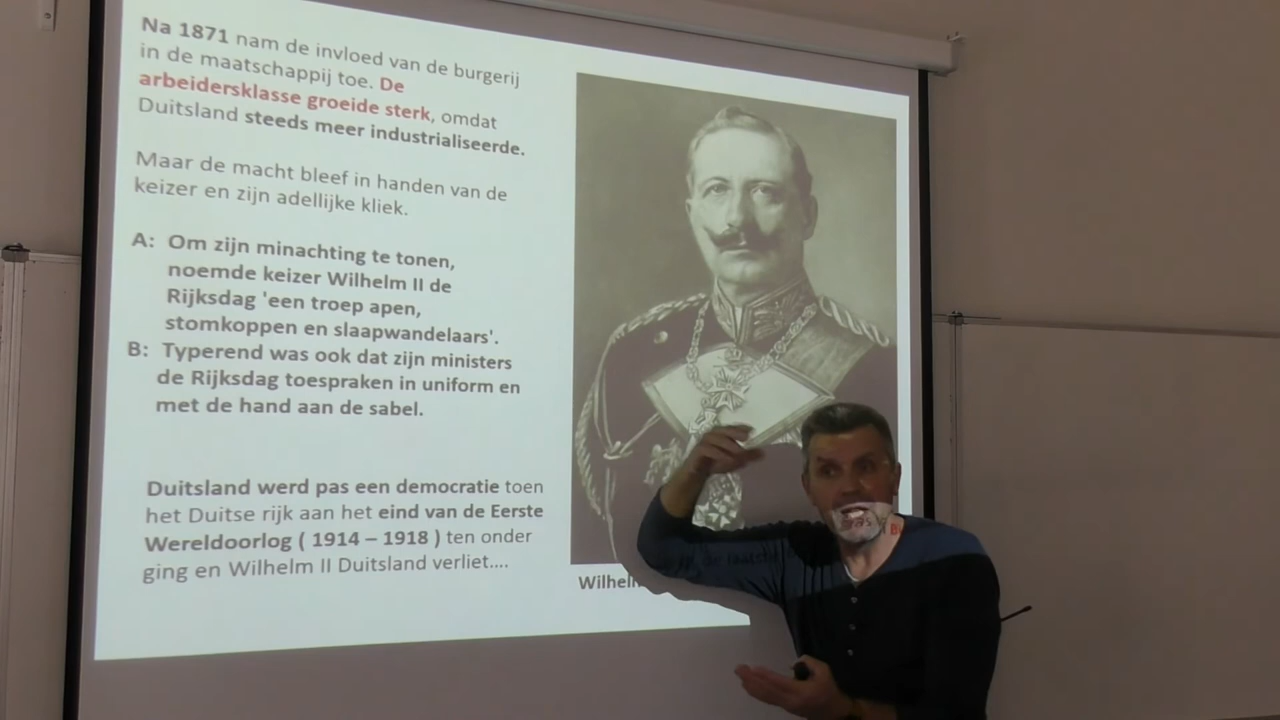 Na 1871 nam de invloed van de burgerij
in de maatschappij toe. De
arbeidersklasse groeide sterk, omdat
Duitsland steeds meer industrialiseerde.
Maar de macht bleef in handen van de
keizer en zijn adellijke kliek.
A: Om zijn minachting te tonen,
noemde keizer Wilhelm II de
Rijksdag 'een troep apen,
stomkoppen en slaapwandelaars'.
B: Typerend was ook dat zijn ministers
de Rijksdag toespraken in uniform en
met de hand aan de sabel.
Duitsland werd pas een democratie toen
het Duitse rijk aan het eind van de Eerste
Wereldoorlog ( 1914 – 1918 ) ten onder
ging en Wilhelm II Duitsland verliet....